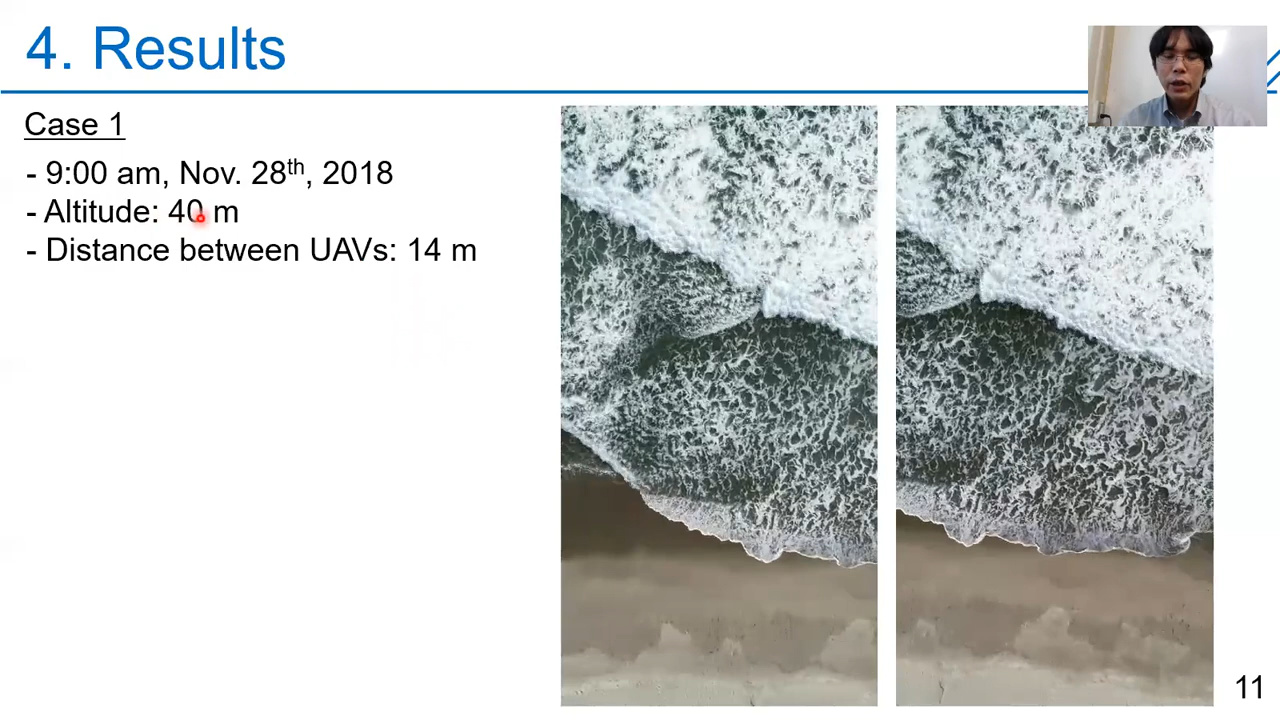 4. Results
Case 1
- 9:00 am, Nov. 28th, 2018
- Altitude: 40 m
- Distance between UAVs: 14 m
11